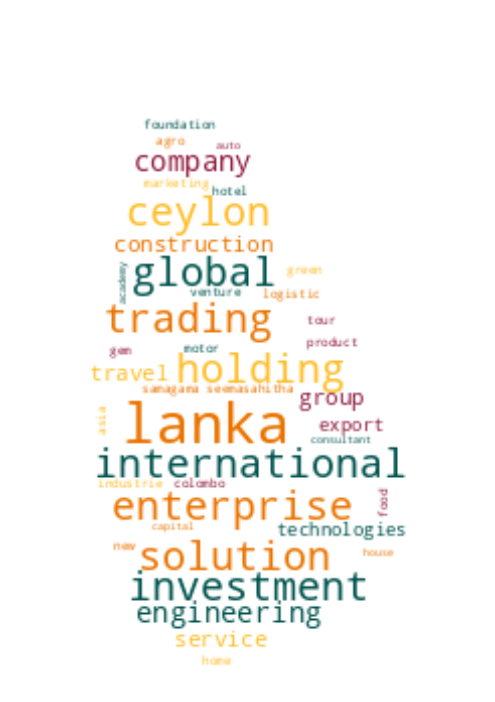 foundation
agro auto
company
marketing hotel
ceylon
construction
global green
academy
venture logistic
trading tour
product
gem motor
travel holding
samagama seemasahitha
group
asia
lanka export
consultant
international
industrie colombo
enterprise food
capital technologies
new solution house
investment
engineering
service
home